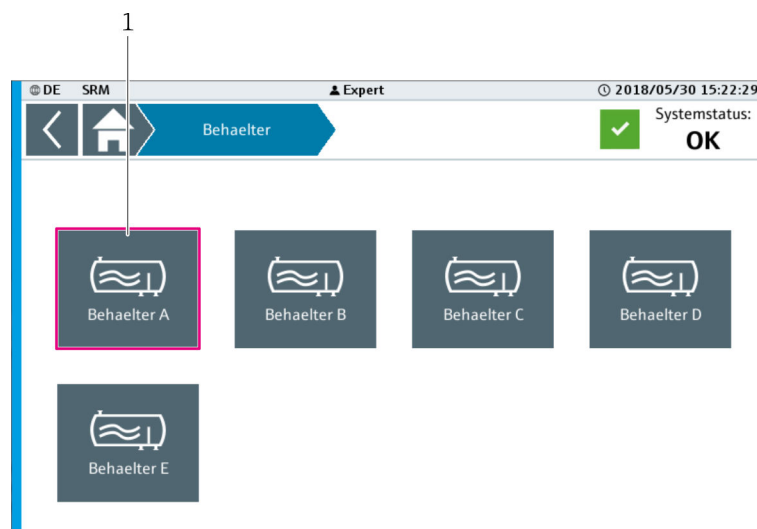 1
DE SRM Expert 2018/05/30 15:22:29
Behaelter
Systemstatus:
OK
Behaelter A Behaelter B Behaelter C Behaelter D
Behaelter E